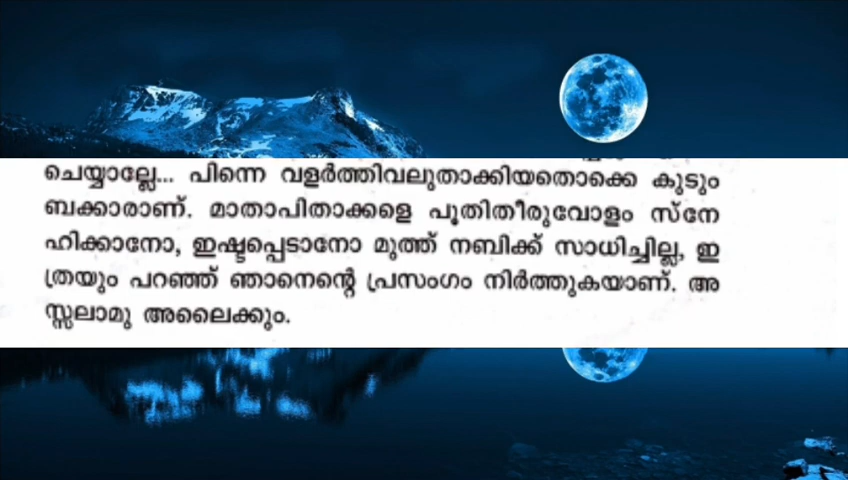 ചെയ്യാല്ലേ... പിന്നെ വളർത്തിവലുതാക്കിയതൊക്കെ കുടും
ബക്കാരാണ്. മാതാപിതാക്കളെ പൂതിതീരുവോളം സ്നേ
ഹിക്കാനോ, ഇഷ്ടപ്പെടാനോ മുത്ത് നബിക്ക് സാധിച്ചില്ല, ഇ
ത്രയും പറഞ്ഞ് ഞാനെന്റെ പ്രസംഗം നിർത്തുകയാണ്. അ
സ്സലാമു അലൈക്കും.